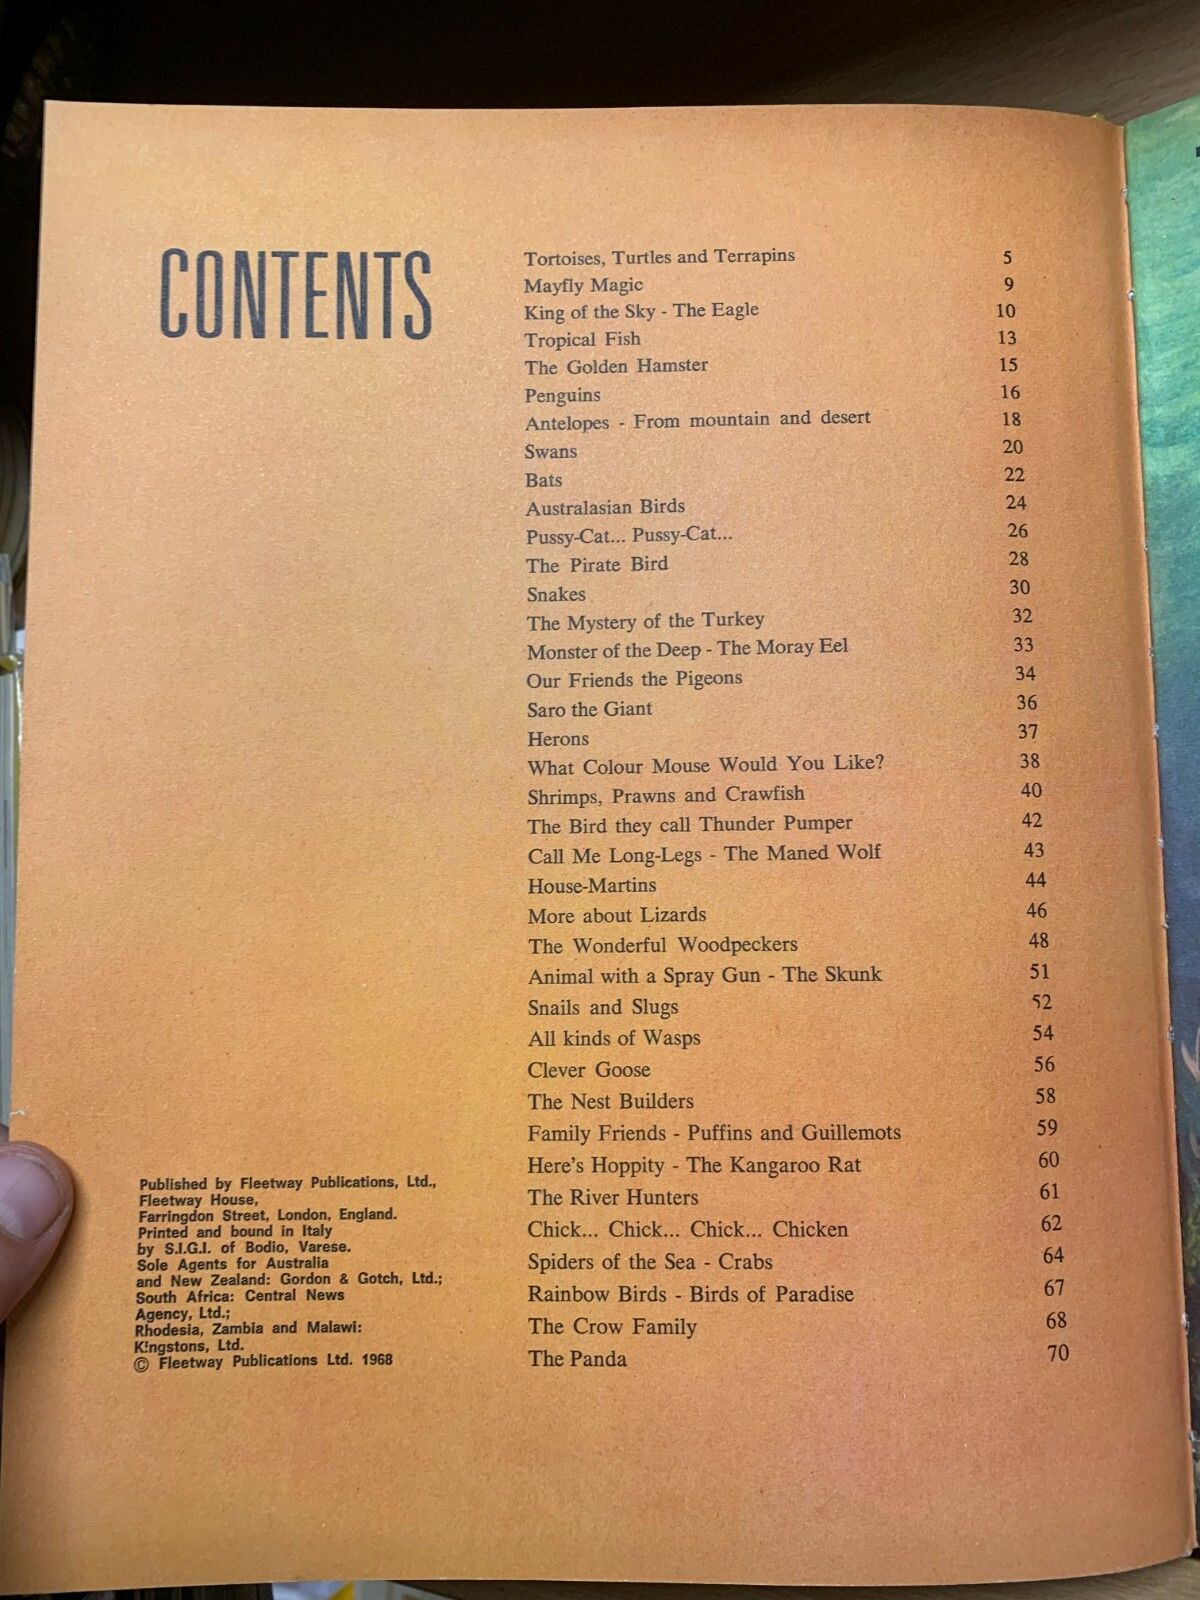 CONTENTS
Tortoises, Turtles and Terrapins 5
Mayfly Magic 9
King of the Sky - The Eagle 10
Tropical Fish 13
The Golden Hamster 15
Penguins 16
Antelopes - From mountain and desert 18
Swans 20
Bats 22
Australasian Birds 24
Pussy-Cat... Pussy-Cat... 26
The Pirate Bird 28
Snakes 30
The Mystery of the Turkey 32
Monster of the Deep - The Moray Eel 33
Our Friends the Pigeons 34
Saro the Giant 36
Herons 37
What Colour Mouse Would You Like? 38
Shrimps, Prawns and Crawfish 40
The Bird they call Thunder Pumper 42
Call Me Long-Legs - The Maned Wolf 43
House-Martins 44
More about Lizards 46
The Wonderful Woodpeckers 48
Animal with a Spray Gun - The Skunk 51
Snails and Slugs 52
All kinds of Wasps 54
Clever Goose 56
The Nest Builders 58
Family Friends - Puffins and Guillemots 59
Here's Hoppity - The Kangaroo Rat 60
The River Hunters 61
Chick... Chick... Chick... Chicken 62
Spiders of the Sea - Crabs 64
Rainbow Birds - Birds of Paradise 67
The Crow Family 68
The Panda 70
Published by Fleetway Publications, Ltd.,
Fleetway House,
Farringdon Street, London, England.
Printed and bound in Italy
by S.I.G.I. of Bodio, Varese.
Sole Agents for Australia
and New Zealand: Gordon & Gotch, Ltd.;
South Africa: Central News
Agency, Ltd.;
Rhodesia, Zambia and Malawi:
Kingstons, Ltd.
© Fleetway Publications Ltd. 1968